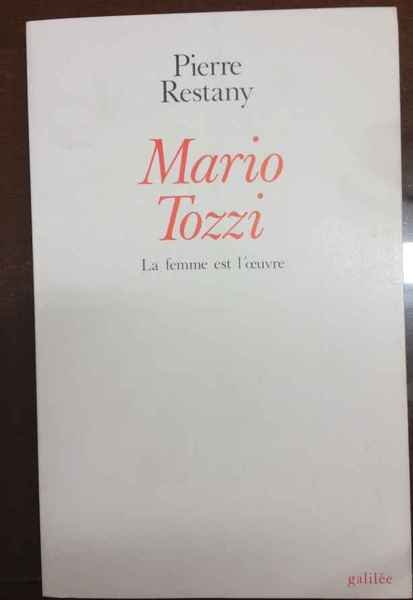 Pierre
Restany
Mario
Tozzi
La femme est l'œuvre
galilée